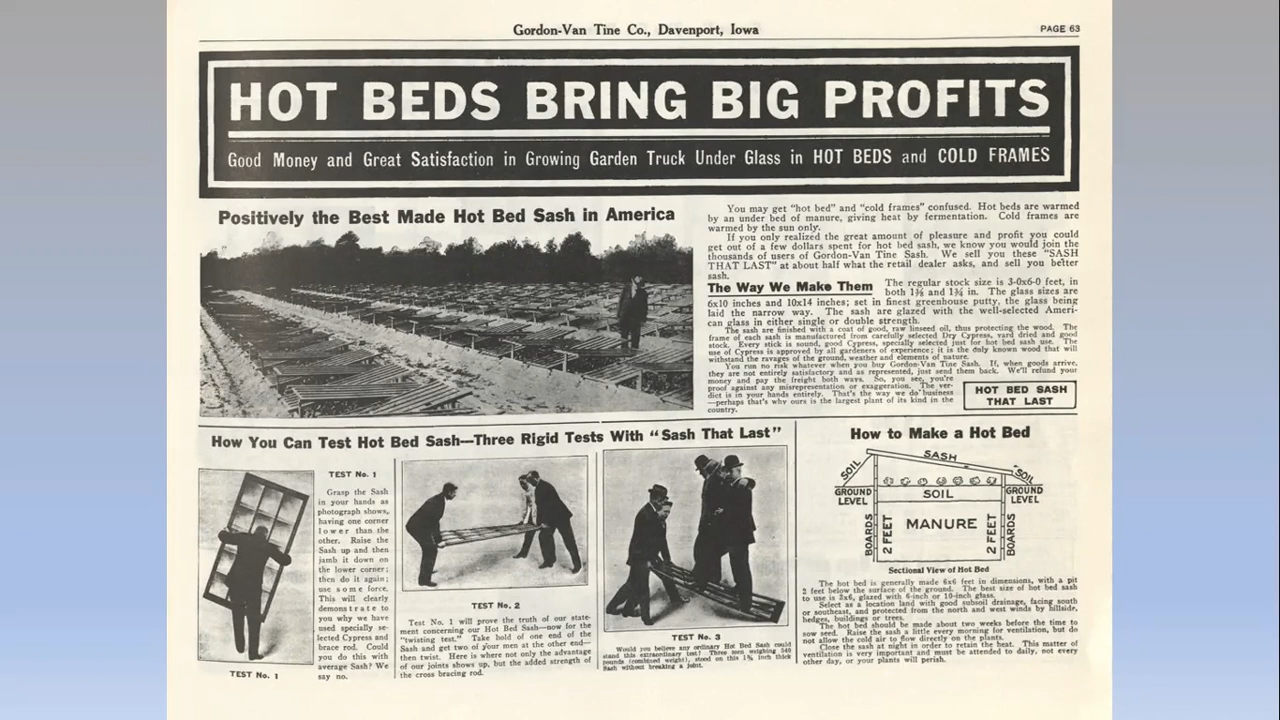 Gordon-Van Tine Co., Davenport, Iowa
PAGE 63
HOT BEDS BRING BIG PROFITS
Good Money and Great Satisfaction in Growing Garden Truck Under Glass in HOT BEDS and COLD FRAMES
Positively the Best Made Hot Bed Sash in America
You may get "hot bed" and "cold frames" confused. Hot beds are warmed
by an under bed of manure, giving heat by fermentation. Cold frames are
warmed by the sun only.
If you only realized the great amount of pleasure and profit you could
get out of a few dollars spent for hot bed sash, we know you would join the
thousands of users of Gordon-Van Tine Sash. We sell you these "SASH
THAT LAST" at about half what the retail dealer asks, and sell you better
sash.
The Way We Make Them
The regular stock size is 3-0x6-0 feet, in
both 1⅜ and 1¾ in. The glass sizes are
6x10 inches and 10x14 inches; set in finest greenhouse putty, the glass being
laid the narrow way. The sash are glazed with the well-selected Ameri-
can glass in either single or double strength.
The sash are finished with a coat of good, raw linseed oil, thus protecting the wood. The
frame of each sash is manufactured from carefully selected Dry Cypress, yard dried and good
stock. Every stick is sound, good Cypress, specially selected just for hot bed sash use. The
use of Cypress is approved by all gardeners of experience; it is the only known wood that will
withstand the ravages of the ground, weather and elements of nature.
You run no risk whatever when you buy Gordon-Van Tine Sash. If, when goods arrive,
they are not entirely satisfactory and as represented, just send them back. We'll refund your
money and pay the freight both ways. So, you see, you're
proof against any misrepresentation or exaggeration. The ver-
dict is in your hands entirely. That's the way we do business
—perhaps that's why ours is the largest plant of its kind in the
country.
HOT BED SASH
THAT LAST
How You Can Test Hot Bed Sash—Three Rigid Tests With "Sash That Last"
TEST No. 1
Grasp the Sash
in your hands as
photograph shows,
having one corner
lower than the
other. Raise the
Sash up and then
jamb it down on
the lower corner;
then do it again;
use some force.
This will clearly
demonstrate to
you why we have
used specially se-
lected Cypress and
brace rod. Could
you do this with
average Sash? We
say no.
TEST No. 1
TEST No. 2
Test No. 1 will prove the truth of our state-
ment concerning our Hot Bed Sash—now for the
"twisting test." Take hold of one end of the
Sash and get two of your men at the other end—
then twist. Here is where not only the advantage
of our joints shows up, but the added strength of
the cross bracing rod.
TEST No. 3
Would you believe any ordinary Hot Bed Sash could
stand this extraordinary test? Three men weighing 540
pounds (combined weight), stood on this 1⅜ inch thick
Sash without breaking a joint.
How to Make a Hot Bed
SOIL
SASH
SOIL
GROUND
LEVEL
SOIL
GROUND
LEVEL
BOARDS
2 FEET
MANURE
2 FEET
BOARDS
Sectional View of Hot Bed
The hot bed is generally made 6x6 feet in dimensions, with a pit
2 feet below the surface of the ground. The best size of hot bed sash
to use is 3x6, glazed with 6-inch or 10-inch glass.
Select as a location land with good subsoil drainage, facing south
or southeast, and protected from the north and west winds by hillside,
hedges, buildings or trees.
The hot bed should be made about two weeks before the time to
sow seed. Raise the sash a little every morning for ventilation, but do
not allow the cold air to flow directly on the plants.
Close the sash at night in order to retain the heat. This matter of
ventilation is very important and must be attended to daily, not every
other day, or your plants will perish.